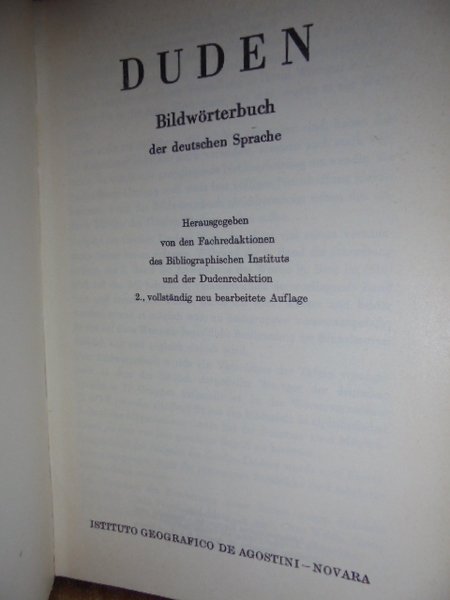 DUDEN
Bildwörterbuch
der deutschen Sprache
Herausgegeben
von den Fachredaktionen
des Bibliographischen Instituts
und der Dudenredaktion
2., vollständig neu bearbeitete Auflage
ISTITUTO GEOGRAFICO DE AGOSTINI – NOVARA